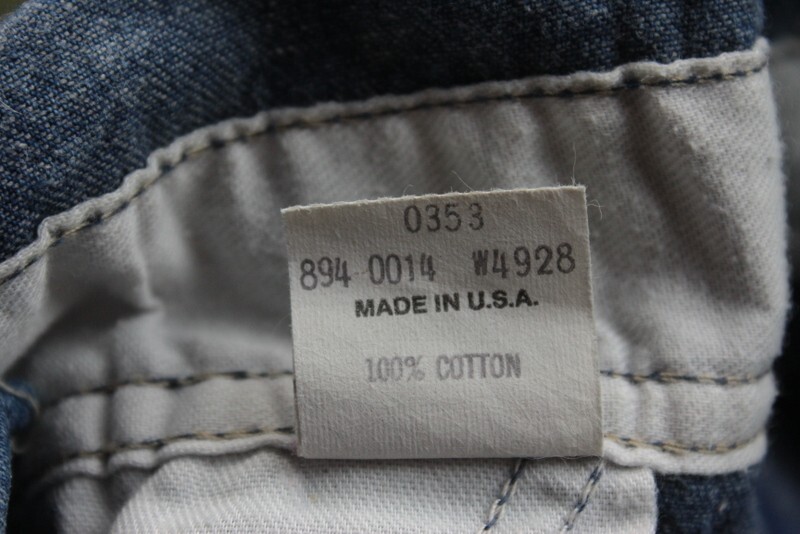 0353
894 0014 W4928
MADE IN U.S.A.
100% COTTON